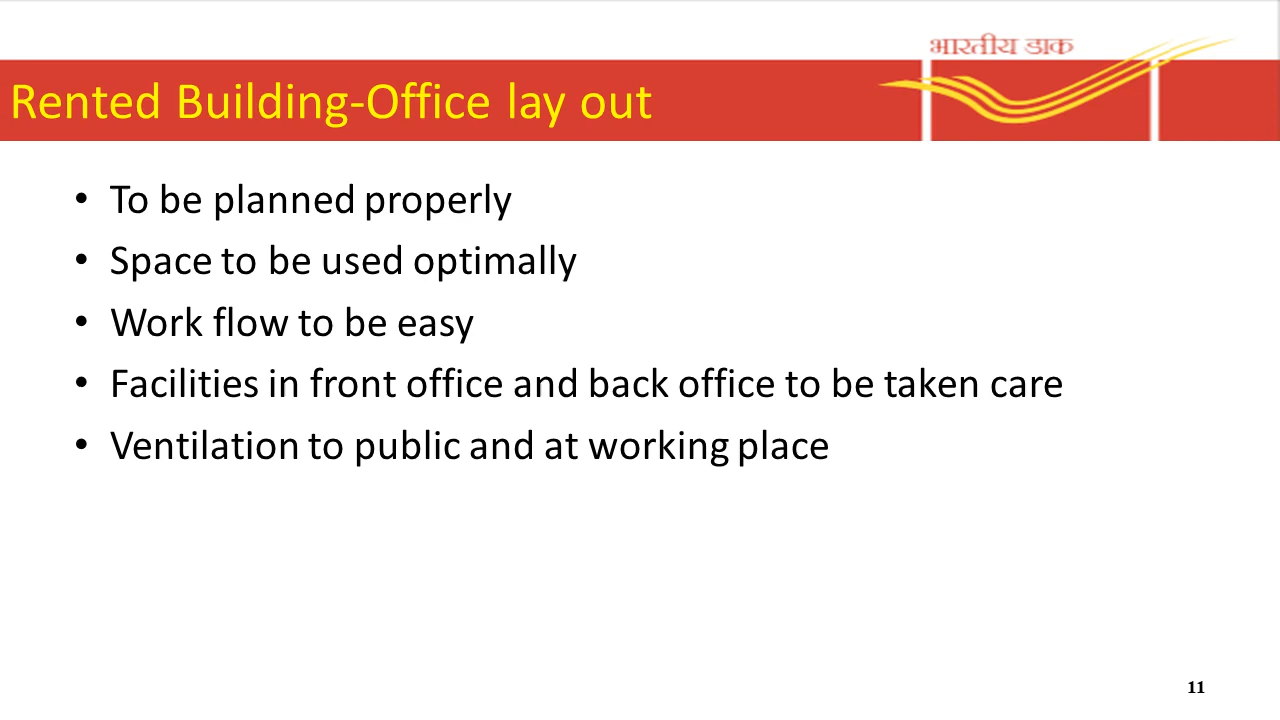 भारतीय डाक
Rented Building-Office lay out
• To be planned properly
• Space to be used optimally
• Work flow to be easy
• Facilities in front office and back office to be taken care
• Ventilation to public and at working place
11